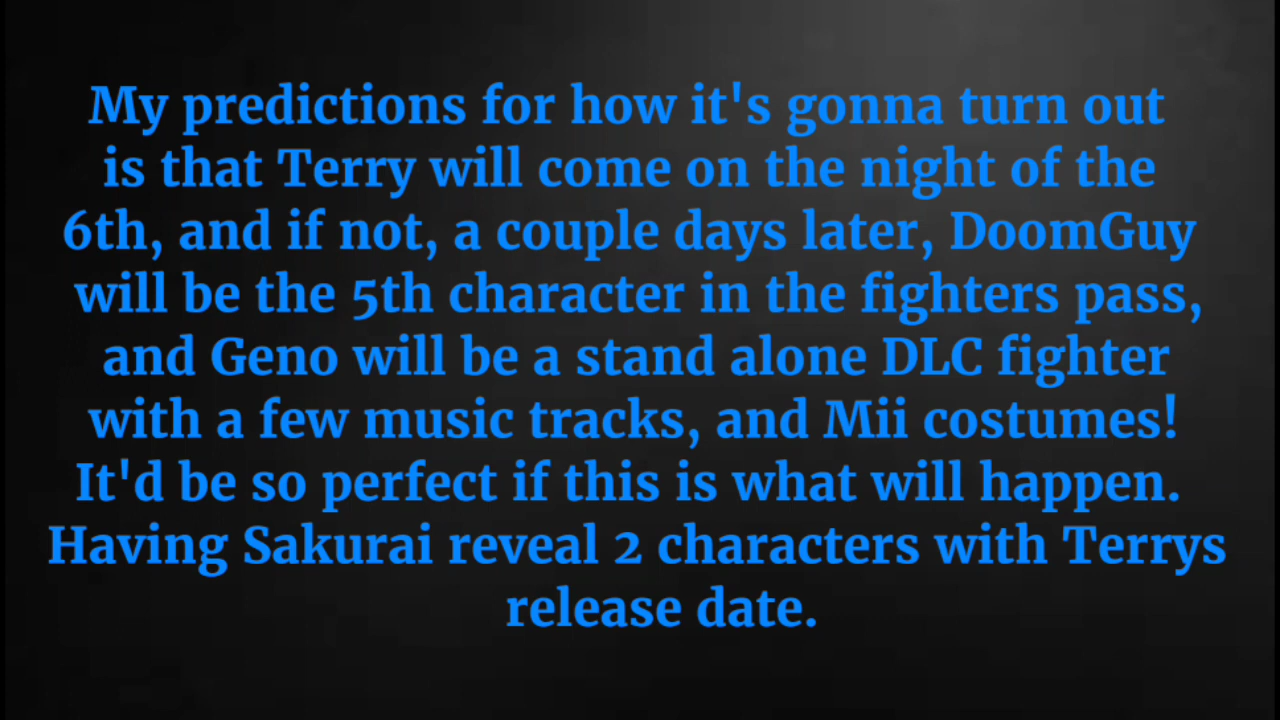 My predictions for how it's gonna turn out
is that Terry will come on the night of the
6th, and if not, a couple days later, DoomGuy
will be the 5th character in the fighters pass,
and Geno will be a stand alone DLC fighter
with a few music tracks, and Mii costumes!
It'd be so perfect if this is what will happen.
Having Sakurai reveal 2 characters with Terrys
release date.